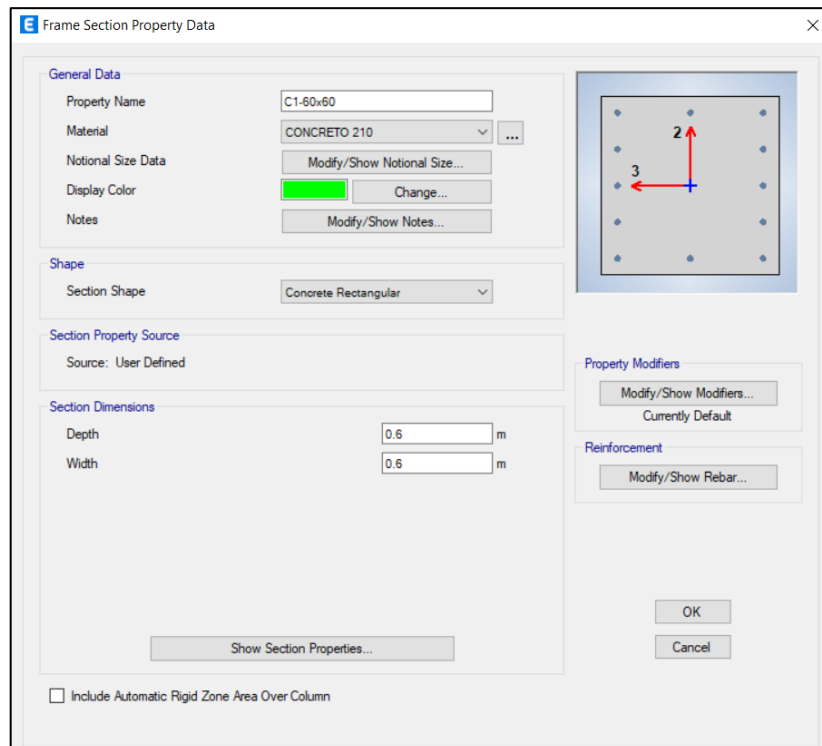 E Frame Section Property Data
General Data
Property Name C1-60x60
Material CONCRETO 210 ...
Notional Size Data Modify/Show Notional Size...
Display Color Change...
Notes Modify/Show Notes...
2
3
Shape
Section Shape Concrete Rectangular
Section Property Source
Source: User Defined
Property Modifiers
Modify/Show Modifiers...
Currently Default
Section Dimensions
Depth 0.6 m
Width 0.6 m
Reinforcement
Modify/Show Rebar...
OK
Cancel
Show Section Properties...
Include Automatic Rigid Zone Area Over Column